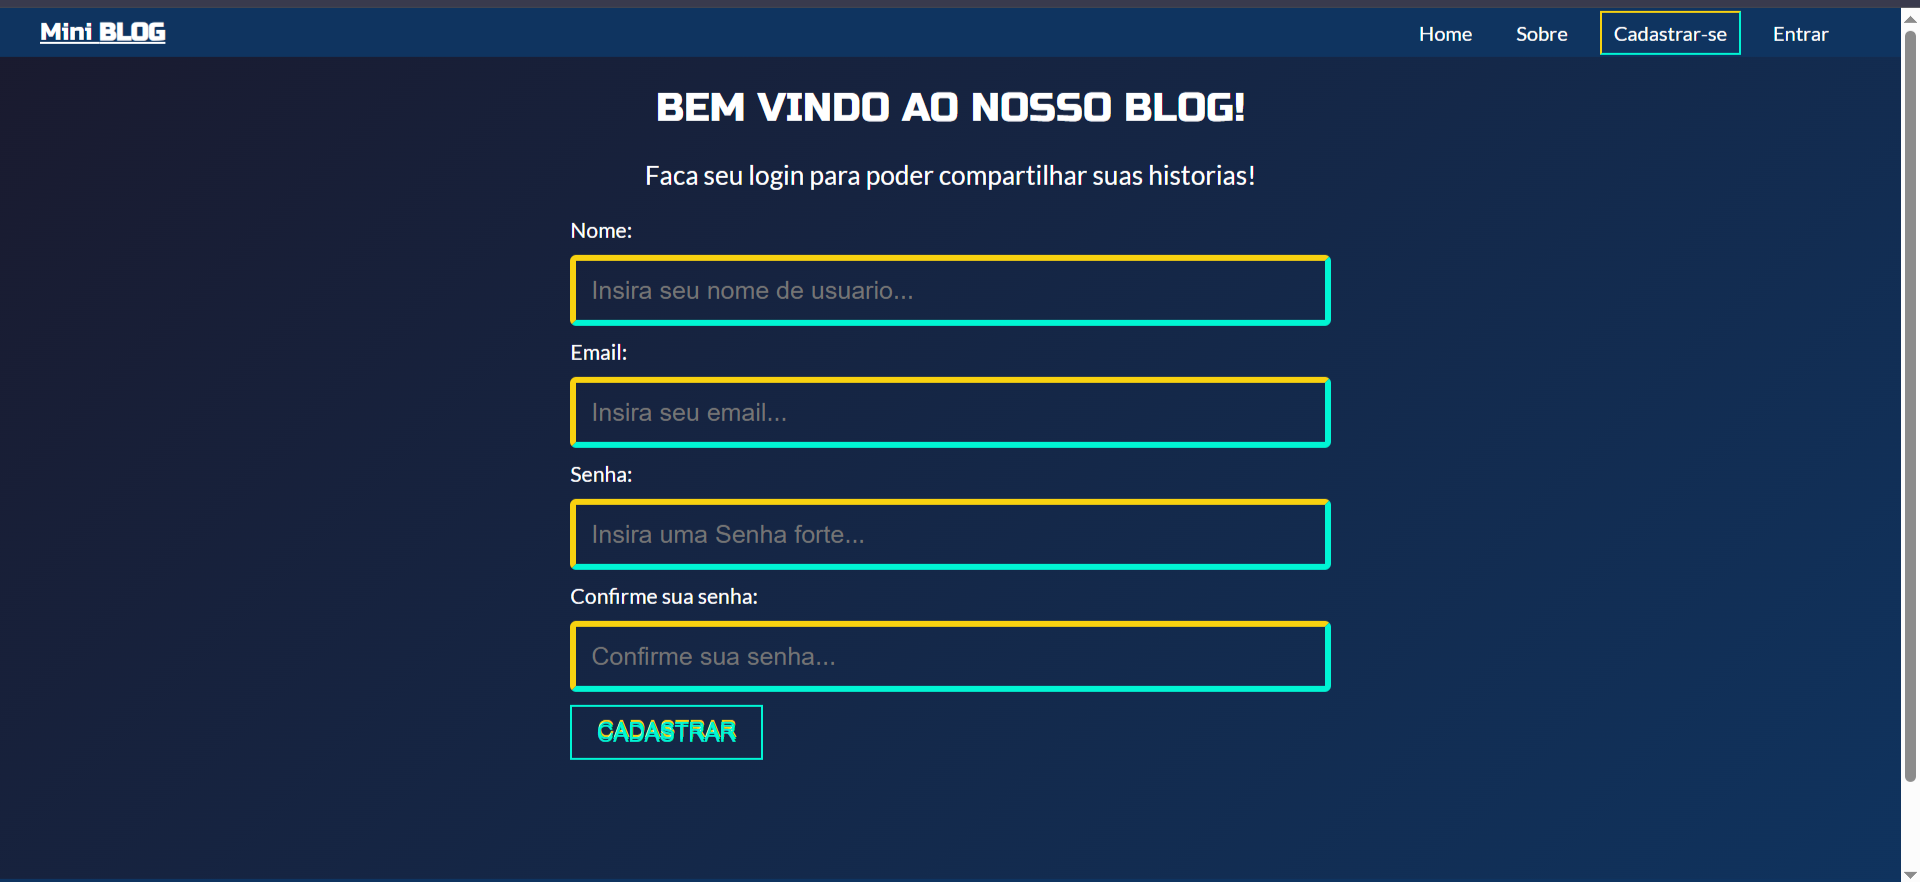 Mini BLOG
Home
Sobre
Cadastrar-se
Entrar
BEM VINDO AO NOSSO BLOG!
Faca seu login para poder compartilhar suas historias!
Nome:
Insira seu nome de usuario...
Email:
Insira seu email...
Senha:
Insira uma Senha forte...
Confirme sua senha:
Confirme sua senha...
CADASTRAR